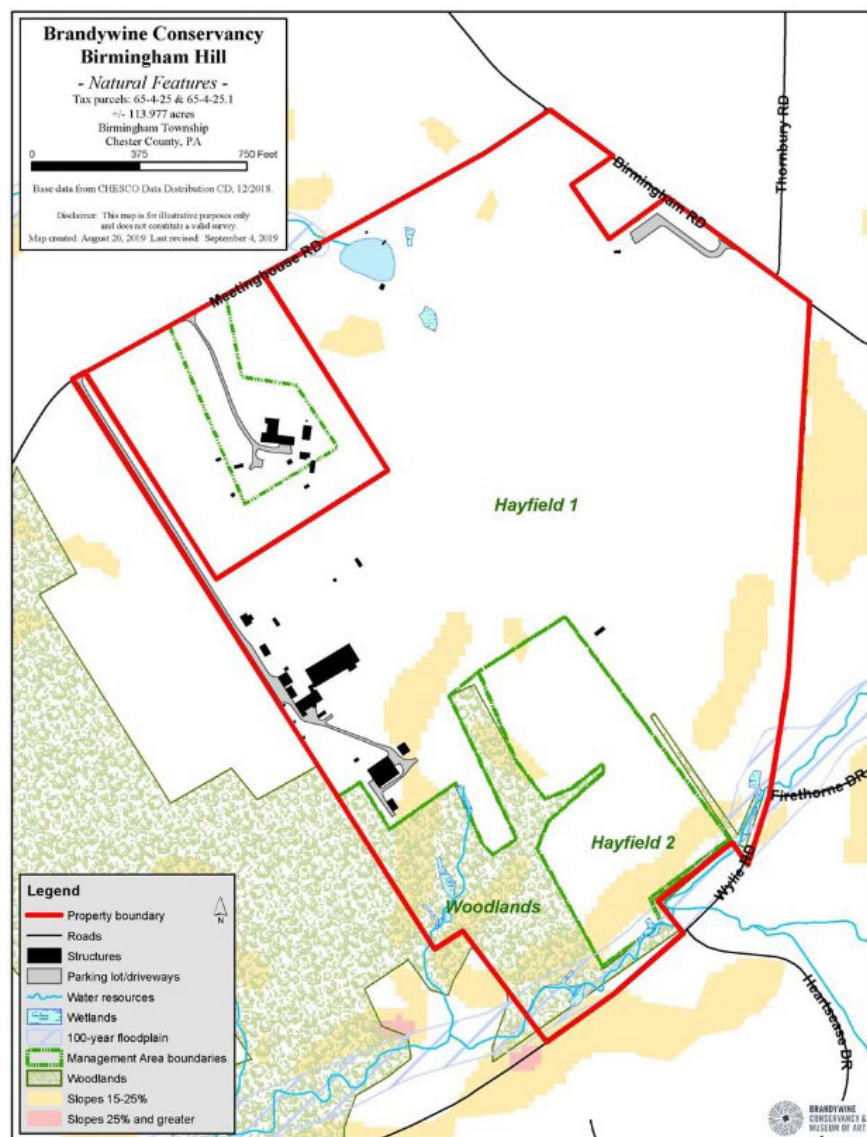 Brandywine Conservancy
Birmingham Hill
- Natural Features -
Tax parcels: 65-4-25 & 65-4-25.1
+/- 113.977 acres
Birmingham Township
Chester County, PA
0 375 750 Feet
Base data from CHESCO Data Distribution CD, 12/2018.
Disclaimer: This map is for illustrative purposes only
and does not constitute a valid survey.
Map created: August 20, 2019 Last revised: September 4, 2019
Thornbury RD
Birmingham RD
Meetinghouse RD
Hayfield 1
Firethorne DR
Hayfield 2
Wylie RD
Woodlands
Heartsease DR
Legend
Property boundary
N
Roads
Structures
Parking lot/driveways
Water resources
Wetlands
100-year floodplain
Management Area boundaries
Woodlands
Slopes 15-25%
Slopes 25% and greater
BRANDYWINE
CONSERVANCY &
MUSEUM OF ART